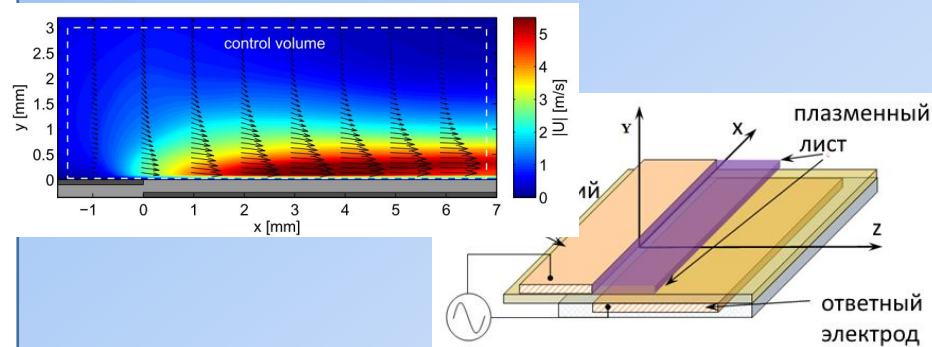 control volume
y [mm]
3
2.5
2
1.5
1
0.5
0
−1 0 1 2 3 4 5 6 7
x [mm]
5
4
3
2
1
0
|U| [m/s]
плазменный
лист
Y
X
Z
ответный
электрод